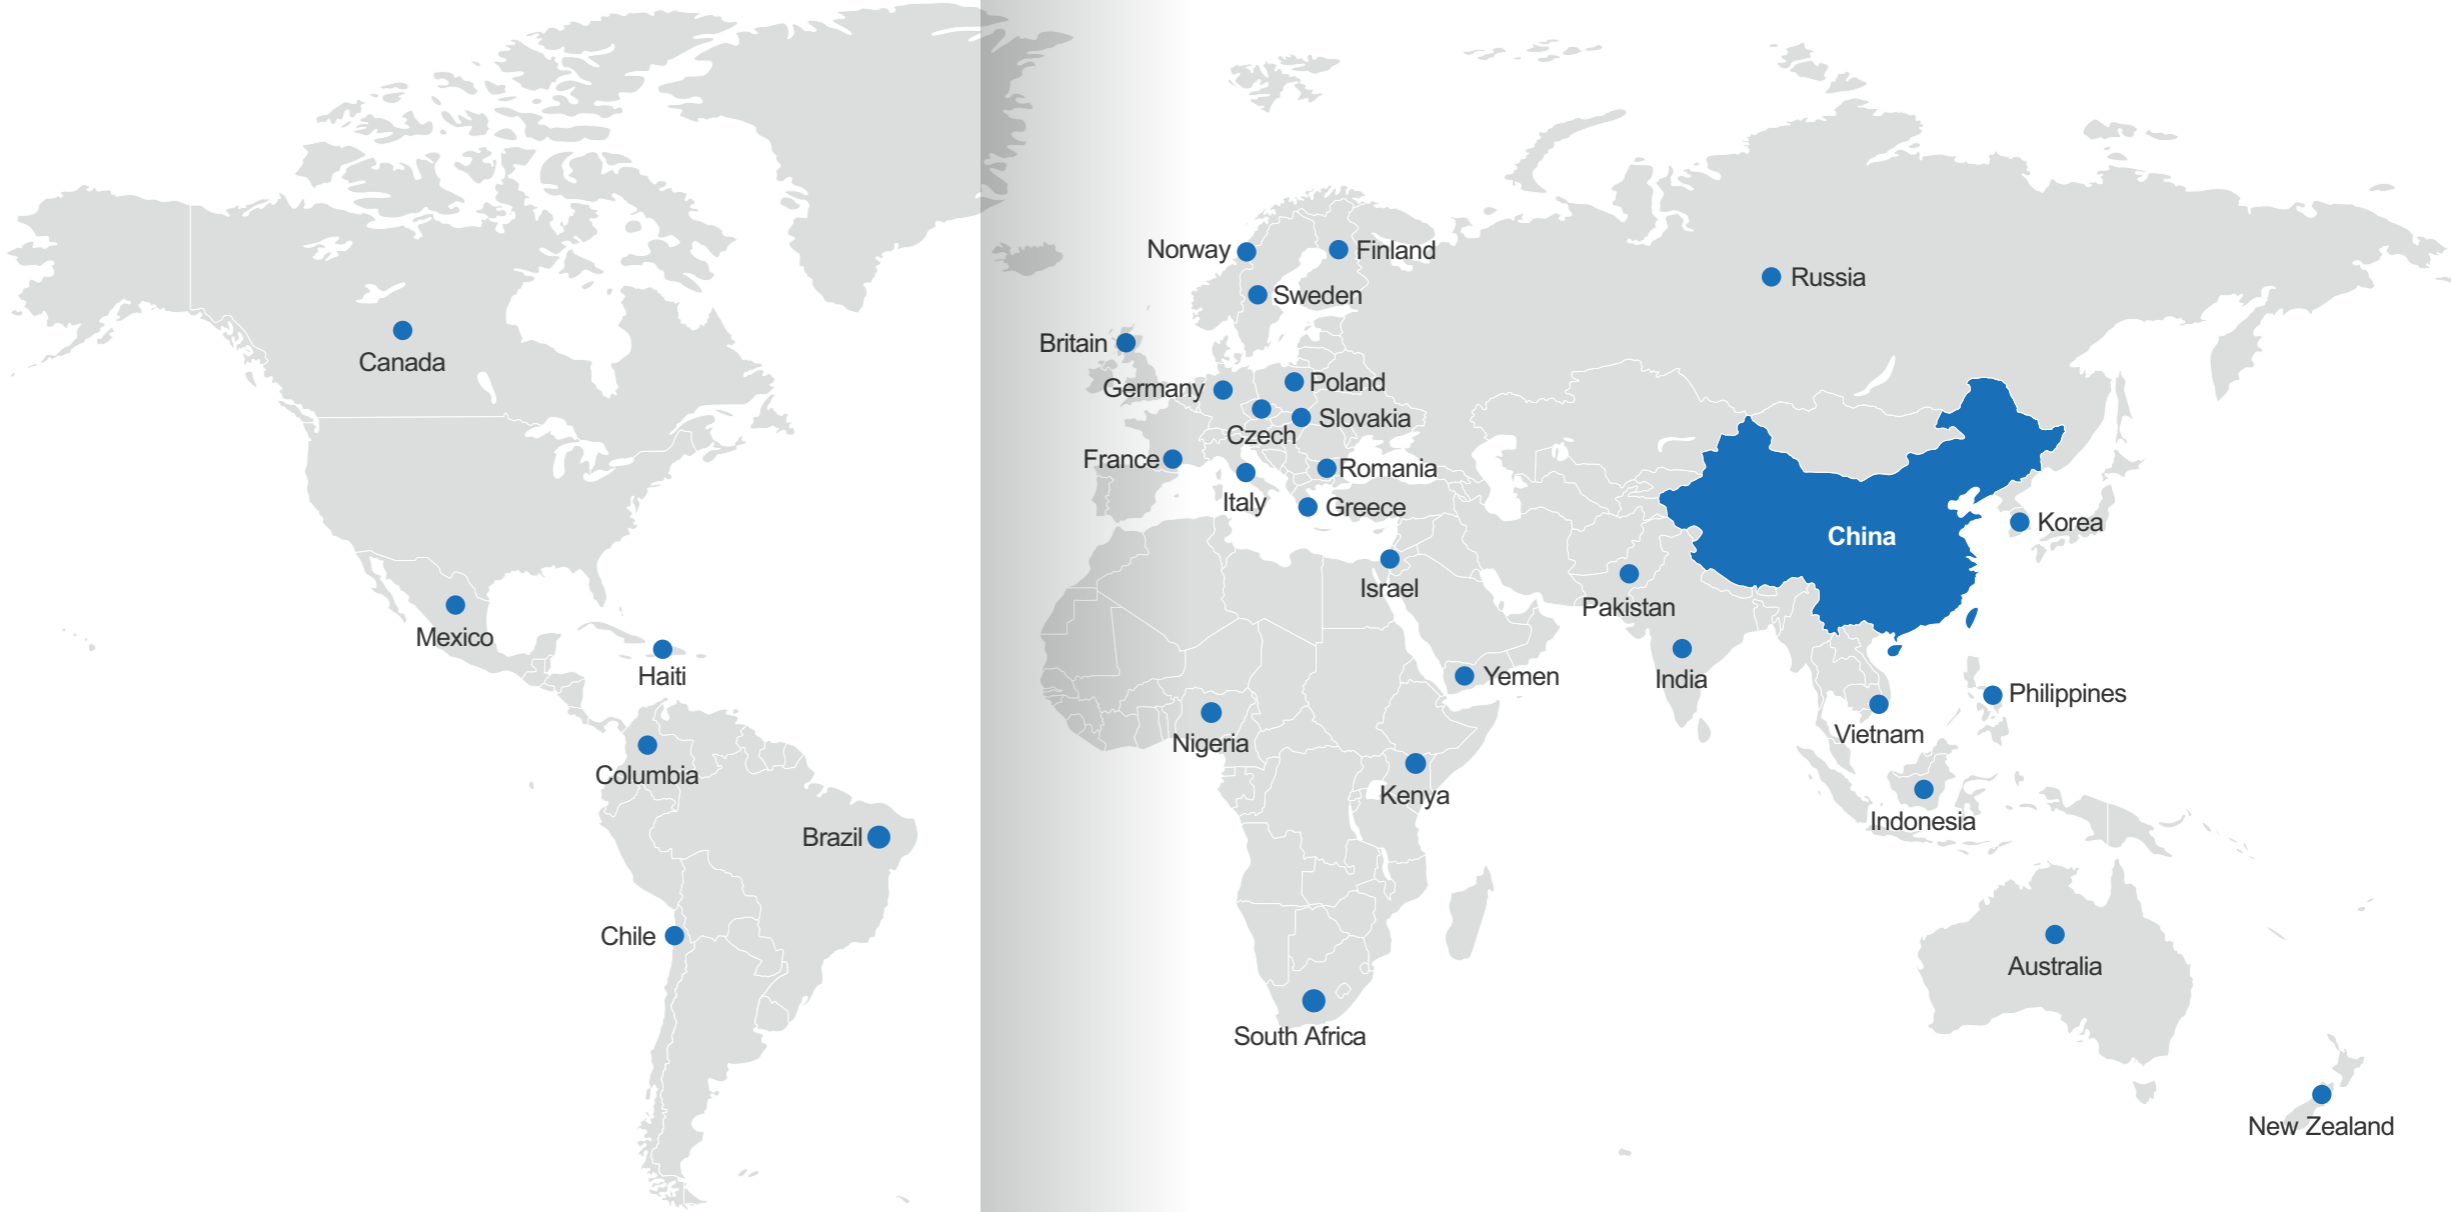 Norway
Finland
Russia
Sweden
Britain
Canada
Germany
Poland
Slovakia
Czech
France
Romania
Italy
Greece
Korea
China
Israel
Pakistan
Mexico
Haiti
Yemen
India
Philippines
Vietnam
Nigeria
Columbia
Kenya
Indonesia
Brazil
Chile
Australia
South Africa
New Zealand